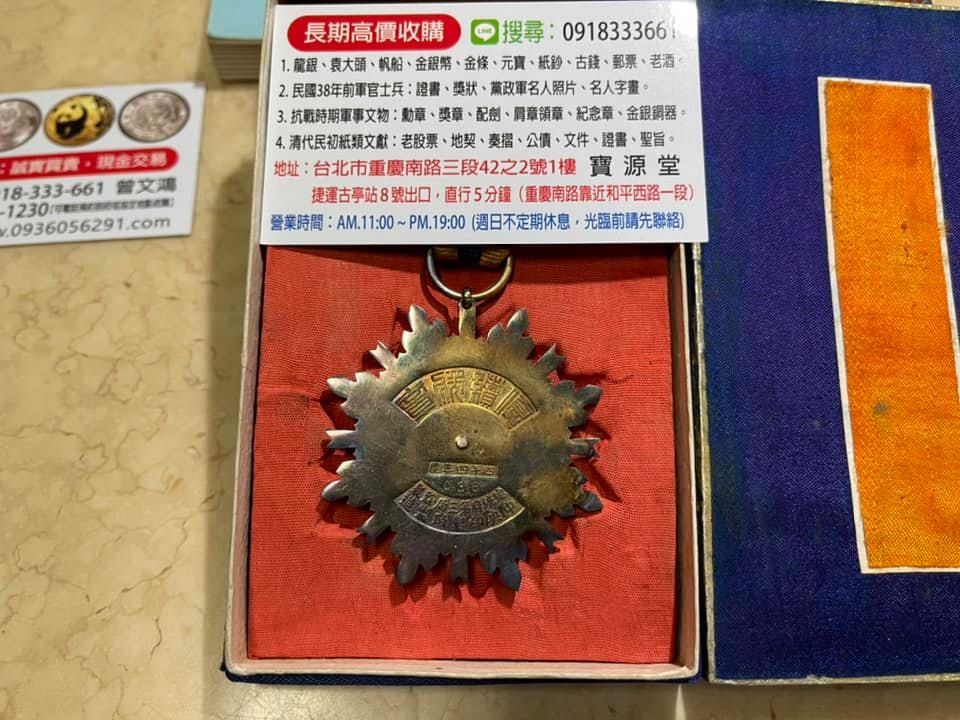 長期高價收購 LINE 搜尋：0918333661
1. 龍銀、袁大頭、帆船、金銀幣、金條、元寶、紙鈔、古錢、郵票、老酒。
2. 民國38年前軍官士兵：證書、獎狀、黨政軍名人照片、名人字畫。
3. 抗戰時期軍事文物：勳章、獎章、配劍、肩章領章、紀念章、金銀銅器。
4. 清代民初紙類文獻：老股票、地契、奏摺、公債、文件、證書、聖旨。
地址：台北市重慶南路三段42之2號1樓 寶源堂
捷運古亭站8號出口，直行5分鐘（重慶南路靠近和平西路一段）
營業時間：AM.11:00 ~ PM.19:00 (週日不定期休息，光臨前請先聯絡)
：誠實買賣，現金交易
918-333-661 曾文鴻
-1230
w.0936056291.com